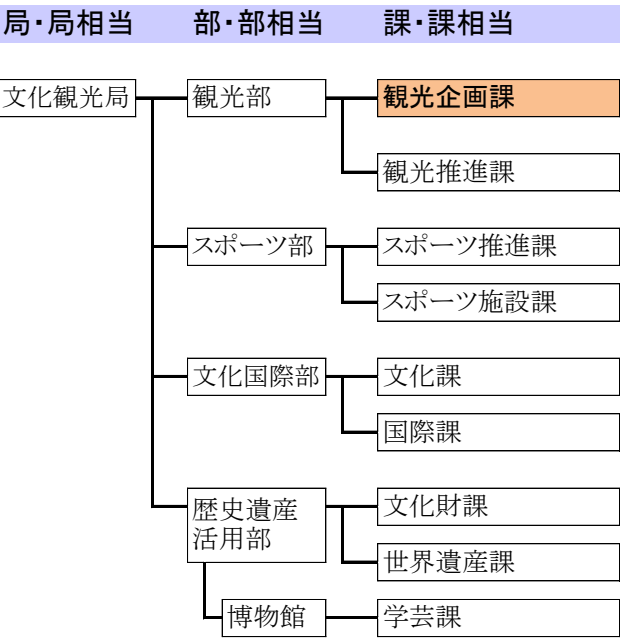 局・局相当 部・部相当 課・課相当
文化観光局 観光部 観光企画課
観光推進課
スポーツ部 スポーツ推進課
スポーツ施設課
文化国際部 文化課
国際課
歴史遺産
活用部
文化財課
世界遺産課
博物館 学芸課